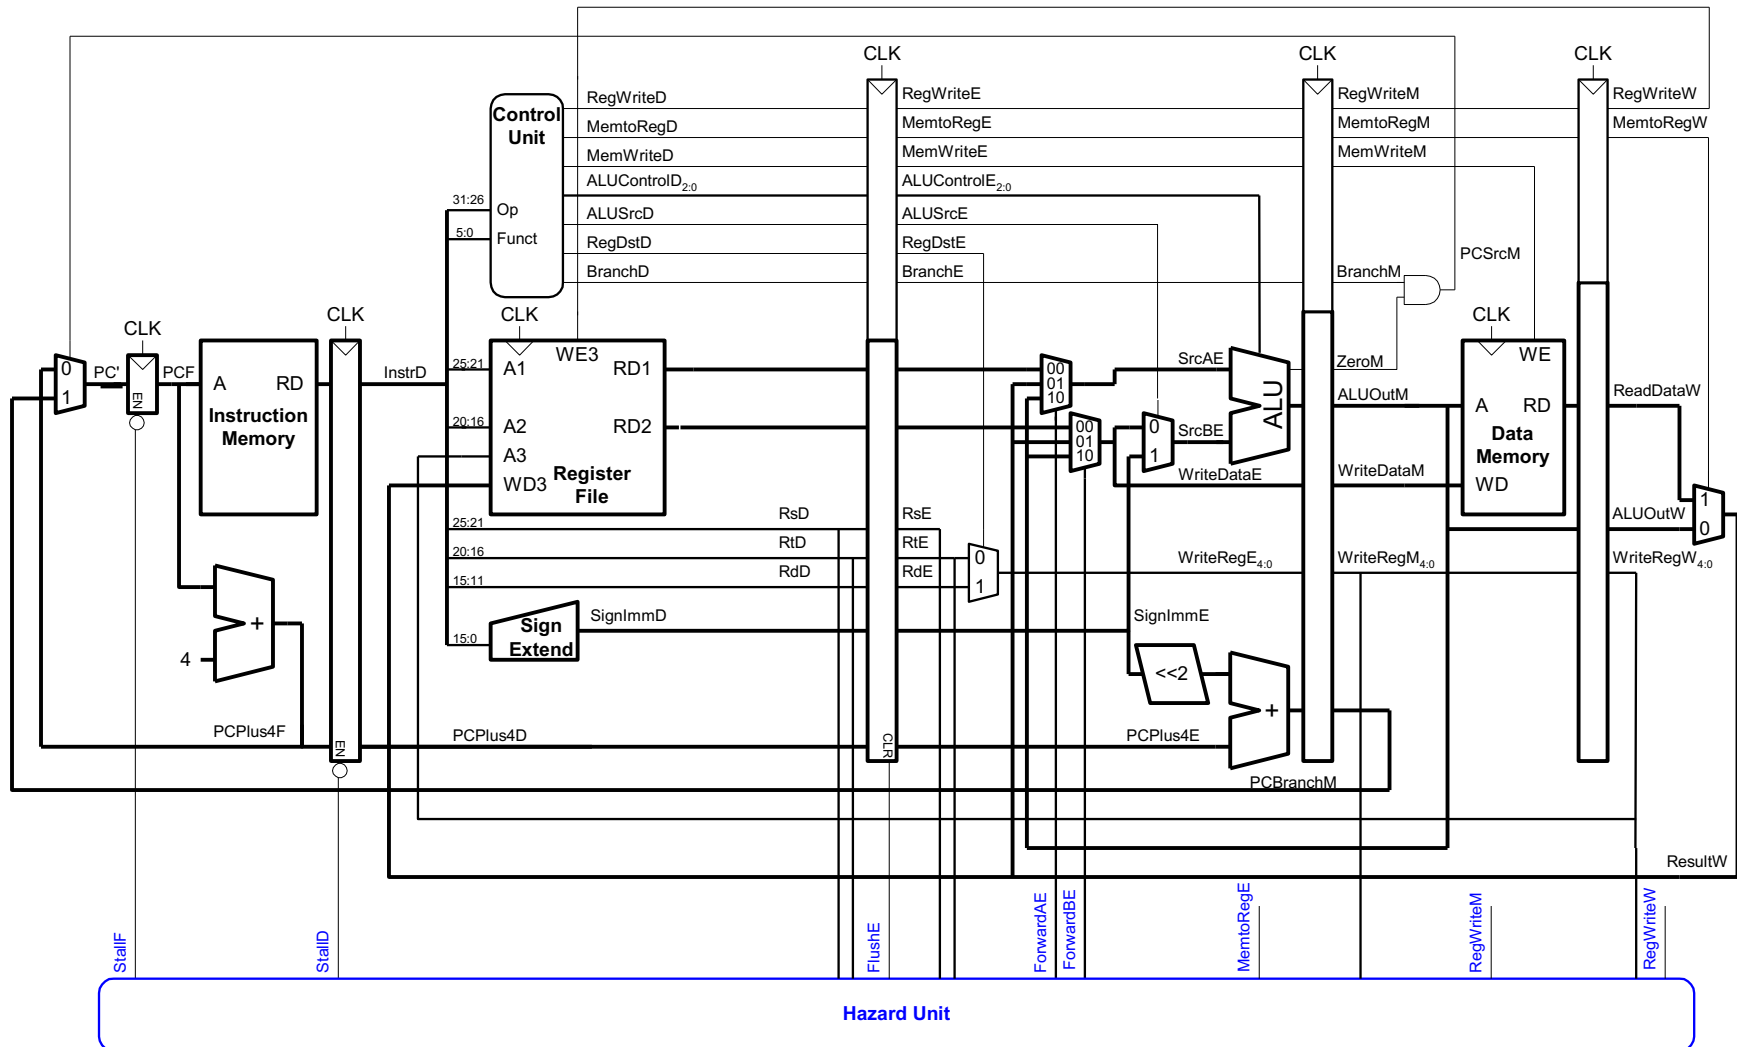 CLK CLK CLK
RegWriteD RegWriteE RegWriteM RegWriteW
Control
Unit
MemtoRegD MemtoRegE MemtoRegM MemtoRegW
MemWriteD MemWriteE MemWriteM
ALUControlD2:0 ALUControlE2:0
31:26 Op ALUSrcD ALUSrcE
5:0 Funct RegDstD RegDstE
BranchD BranchE BranchM PCSrcM
CLK CLK CLK CLK
0
1
PC'
EN
PCF
A RD
Instruction
Memory
EN
InstrD
25:21 A1 WE3 RD1
20:16 A2 RD2
A3
WD3
Register
File
00
01
10
00
01
10
0
1
SrcAE
SrcBE
ALU
ZeroM
ALUOutM
WriteDataE WriteDataM
WE
A RD
Data
Memory
WD
ReadDataW
1
0
ALUOutW
25:21 RsD RsE
20:16 RtD RtE
15:11 RdD RdE
0
1
WriteRegE4:0 WriteRegM4:0 WriteRegW4:0
15:0
Sign
Extend
SignImmD SignImmE
+
4
<<2
+
PCPlus4F PCPlus4D CLR PCPlus4E
PCBranchM
ResultW
StallF StallD FlushE ForwardAE ForwardBE MemtoRegE RegWriteM RegWriteW
Hazard Unit